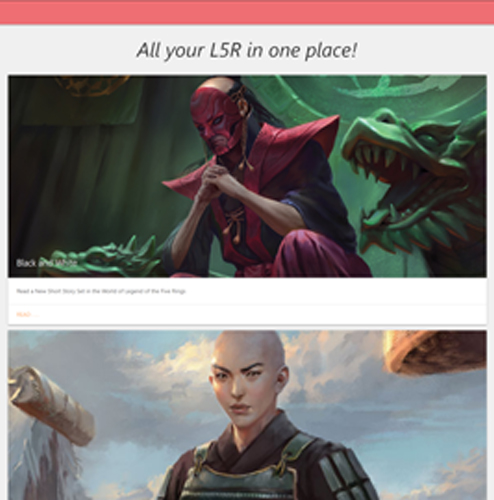 All your L5R in one place!
Black and White
Read a New Short Story Set in the World of Legend of the Five Rings
READ